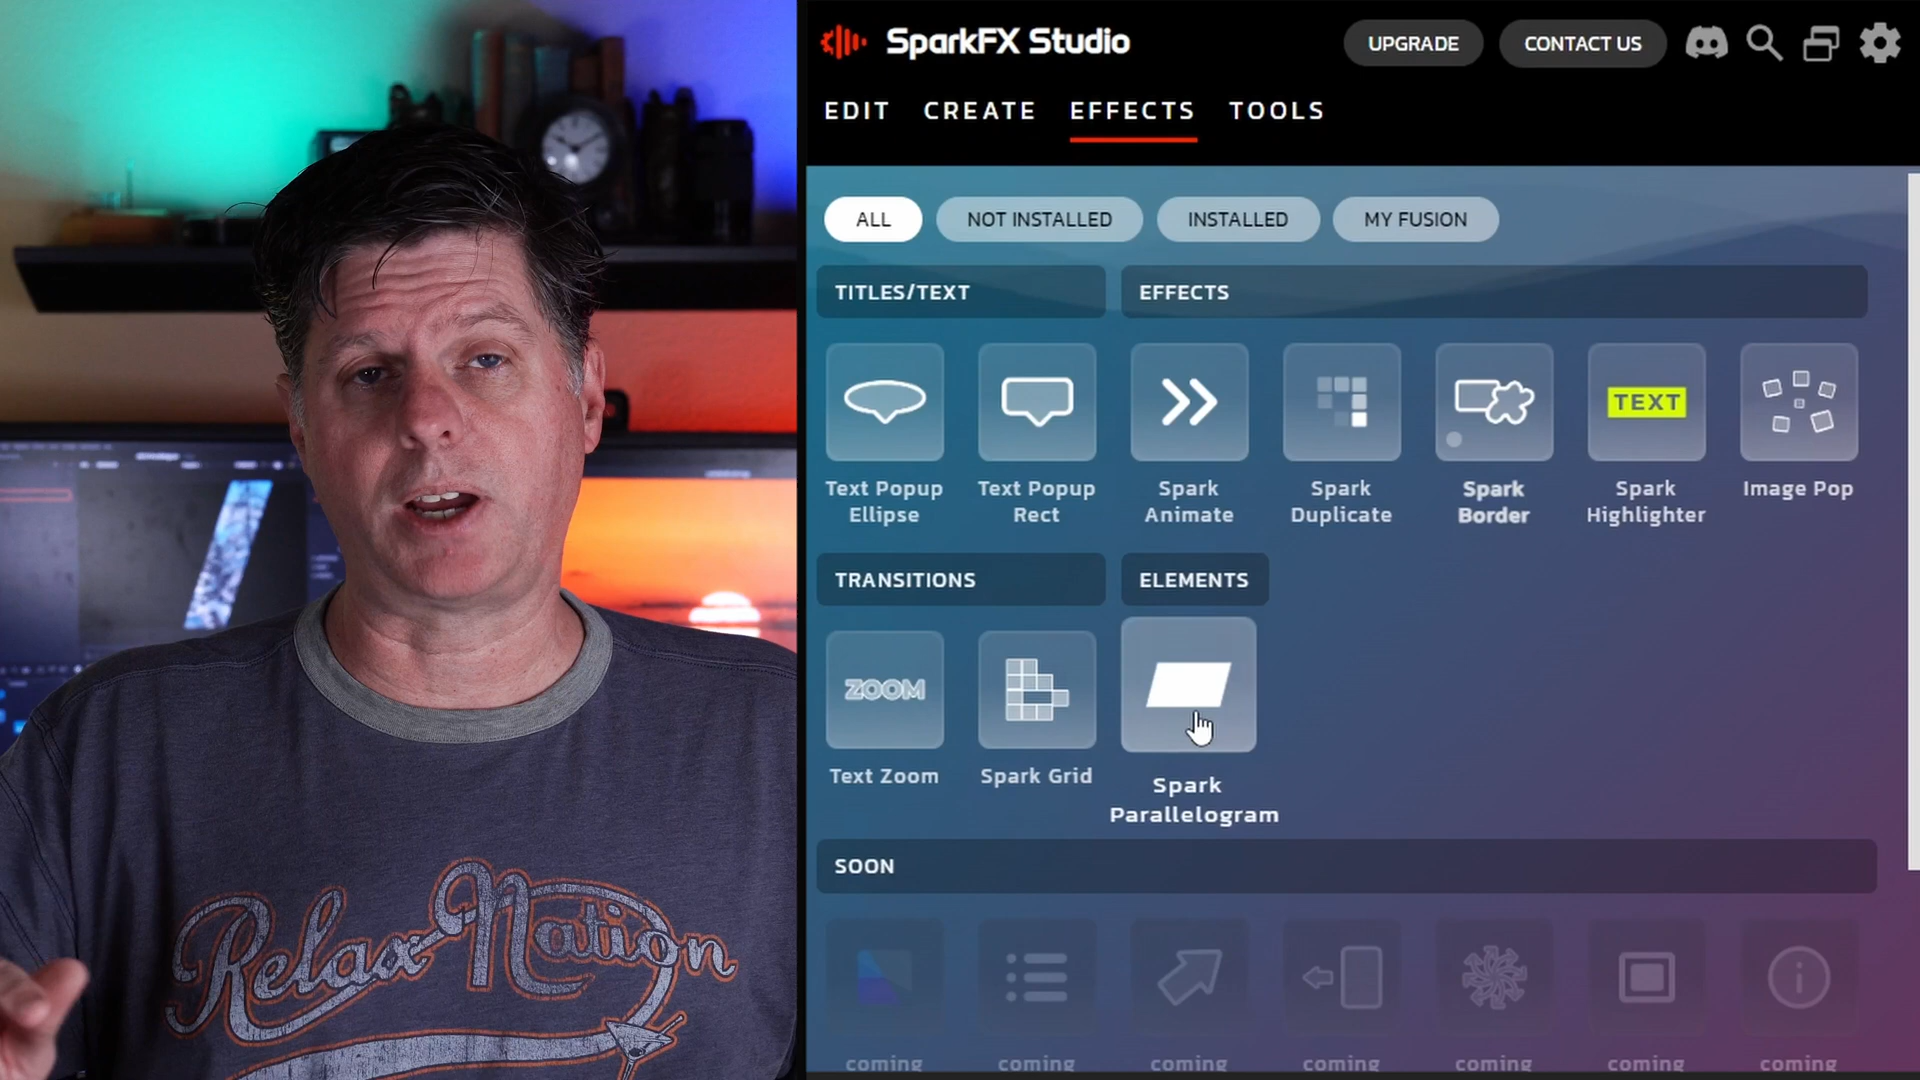 SparkFX Studio
UPGRADE
CONTACT US
EDIT CREATE EFFECTS TOOLS
ALL
NOT INSTALLED
INSTALLED
MY FUSION
TITLES/TEXT
EFFECTS
Text Popup
Ellipse
Text Popup
Rect
Spark
Animate
Spark
Duplicate
Spark
Border
TEXT
Spark
Highlighter
Image Pop
TRANSITIONS
ELEMENTS
ZOOM
Text Zoom
Spark Grid
Spark
Parallelogram
SOON
coming
coming
coming
coming
coming
coming
coming
Relax Nation